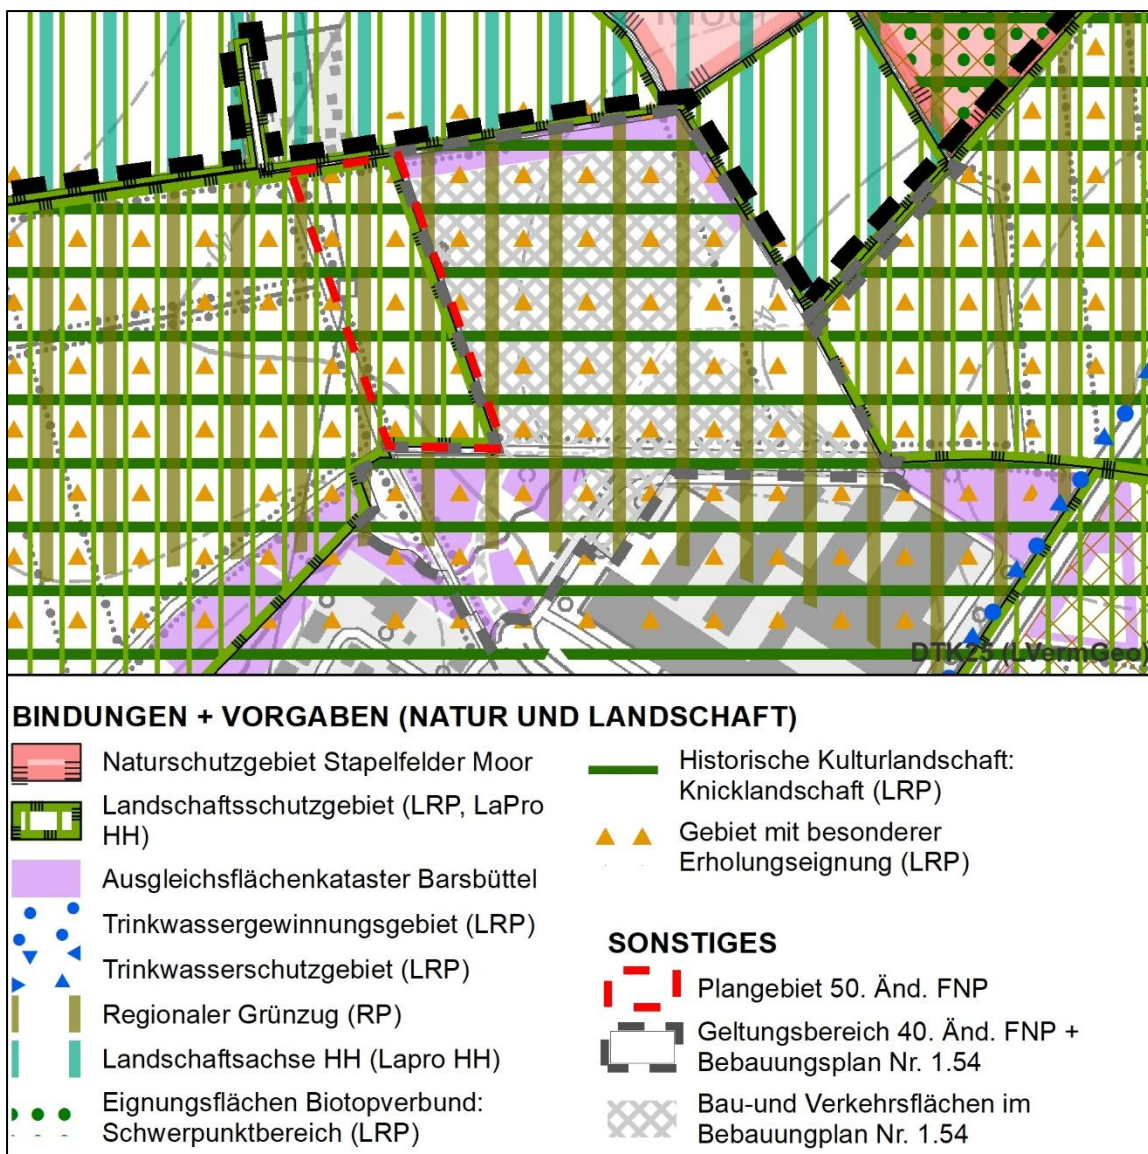 Moor
DTK25 (LVermGeo)
BINDUNGEN + VORGABEN (NATUR UND LANDSCHAFT)
Naturschutzgebiet Stapelfelder Moor
Landschaftsschutzgebiet (LRP, LaPro
HH)
Ausgleichsflächenkataster Barsbüttel
Trinkwassergewinnungsgebiet (LRP)
Trinkwasserschutzgebiet (LRP)
Regionaler Grünzug (RP)
Landschaftsachse HH (Lapro HH)
Eignungsflächen Biotopverbund:
Schwerpunktbereich (LRP)
Historische Kulturlandschaft:
Knicklandschaft (LRP)
Gebiet mit besonderer
Erholungseignung (LRP)
SONSTIGES
Plangebiet 50. Änd. FNP
Geltungsbereich 40. Änd. FNP +
Bebauungsplan Nr. 1.54
Bau-und Verkehrsflächen im
Bebauungplan Nr. 1.54